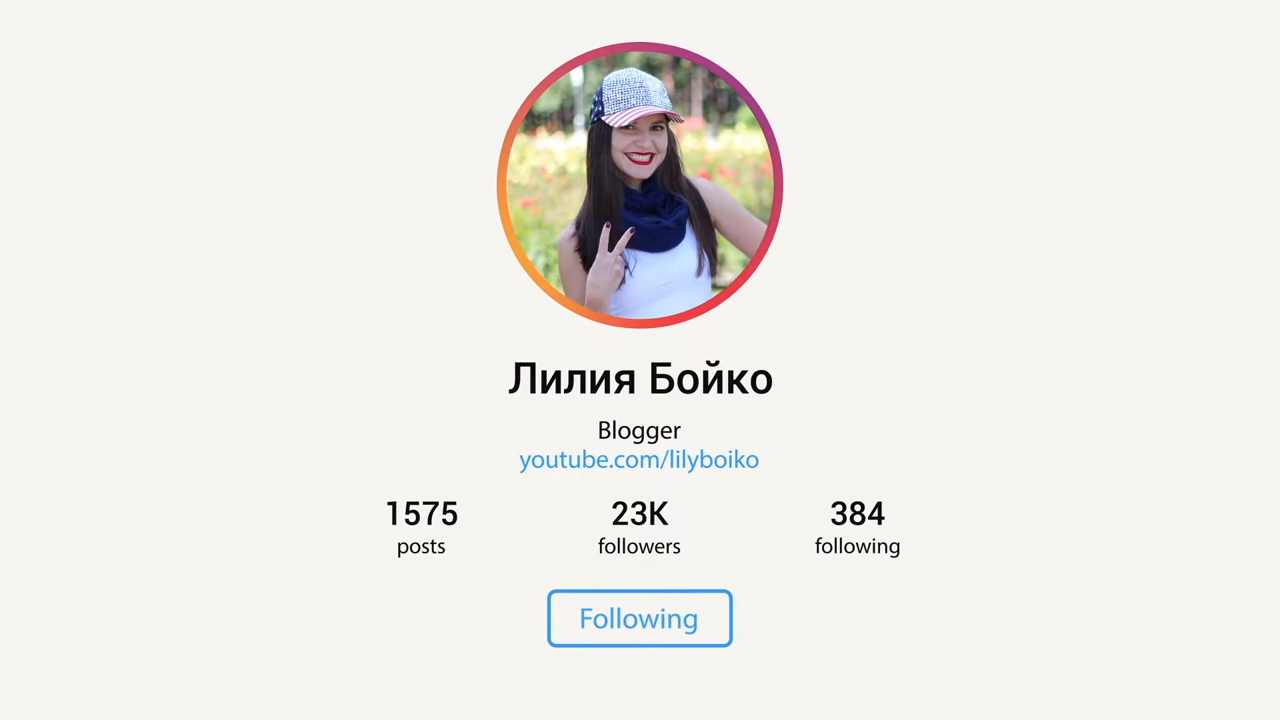 Лилия Бойко
Blogger
youtube.com/lilyboiko
1575 23K 384
posts followers following
Following